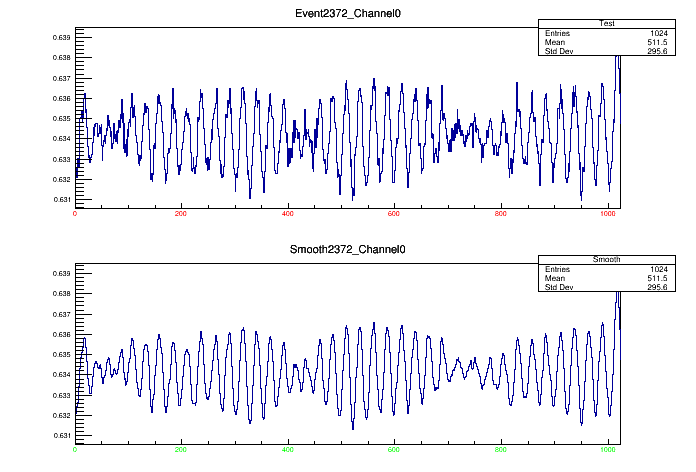 Event2372_Channel0
Test
Entries 1024
Mean 511.5
Std Dev 295.6
0.639
0.638
0.637
0.636
0.635
0.634
0.633
0.632
0.631
0 200 400 600 800 1000
Smooth2372_Channel0
Smooth
Entries 1024
Mean 511.5
Std Dev 295.6
0.639
0.638
0.637
0.636
0.635
0.634
0.633
0.632
0.631
0 200 400 600 800 1000